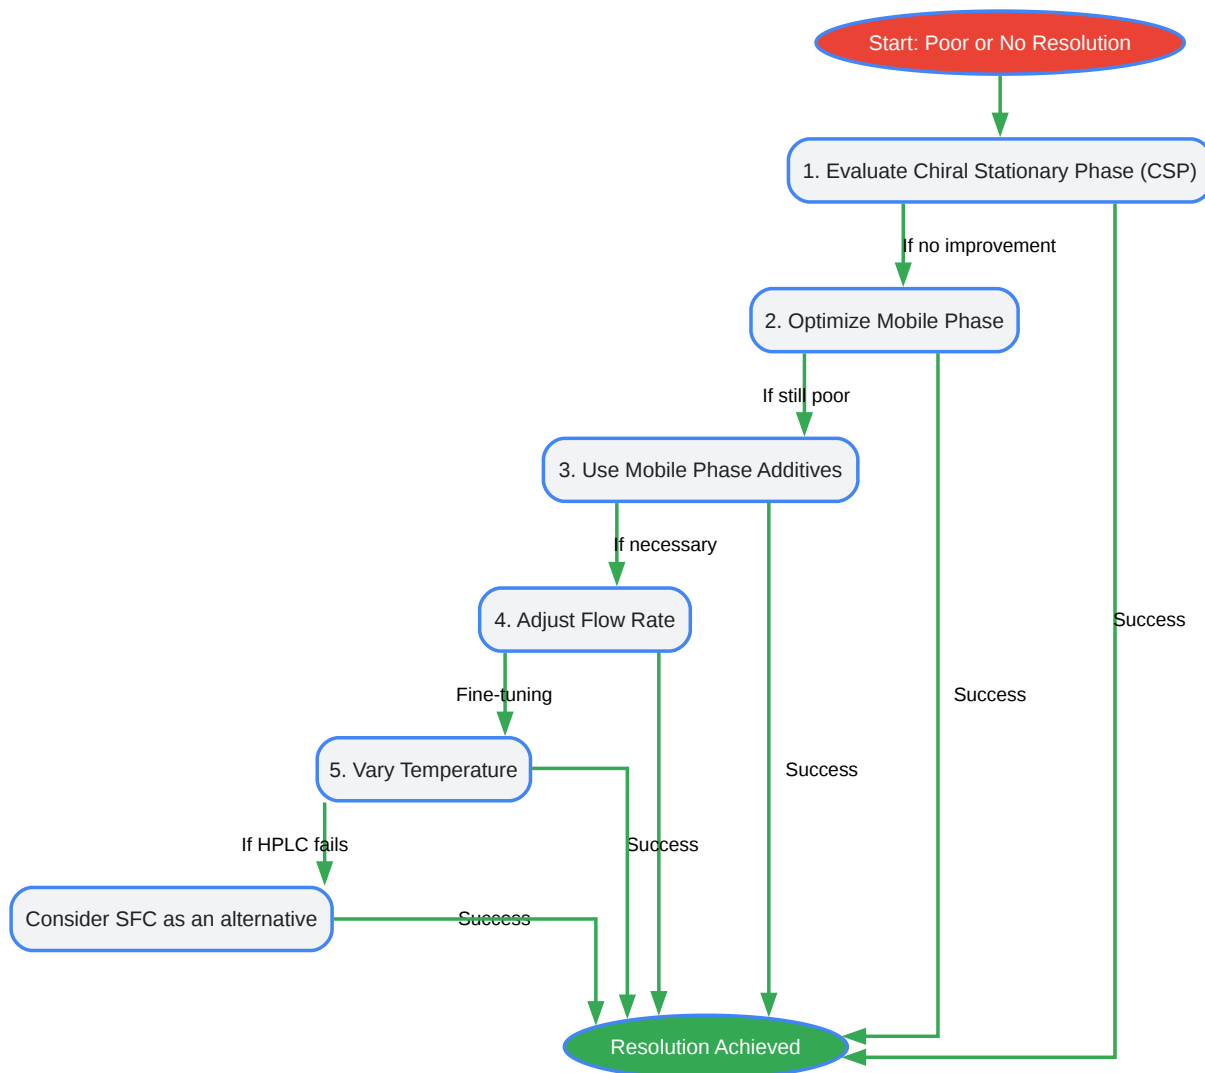 Start: Poor or No Resolution
1. Evaluate Chiral Stationary Phase (CSP)
If no improvement
2. Optimize Mobile Phase
If still poor
3. Use Mobile Phase Additives
If necessary
4. Adjust Flow Rate
Success
Fine-tuning
Success
5. Vary Temperature
Success
If HPLC fails
Success
Consider SFC as an alternative
Success
Resolution Achieved